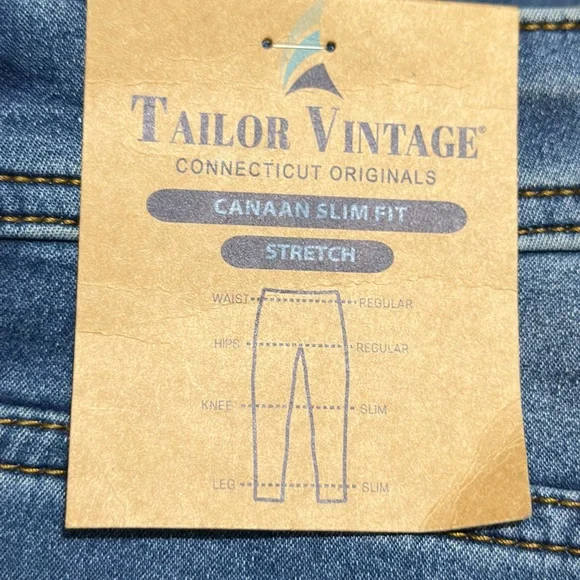 TAILOR VINTAGE®
CONNECTICUT ORIGINALS
CANAAN SLIM FIT
STRETCH
WAIST REGULAR
HIPS REGULAR
KNEE SLIM
LEG SLIM